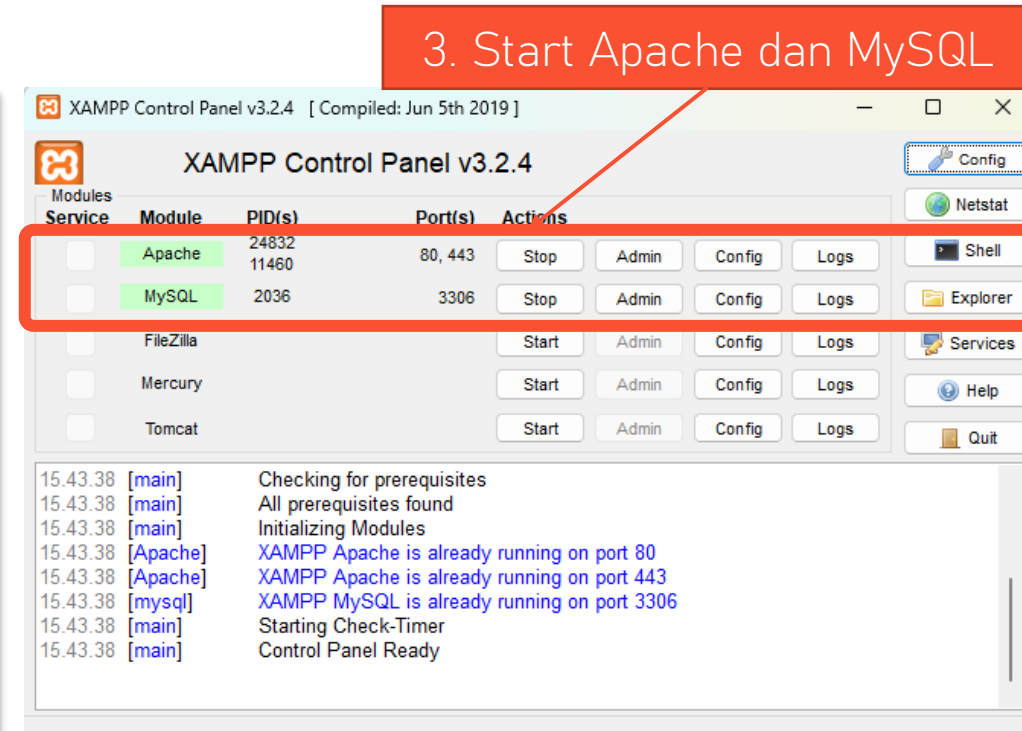 3. Start Apache dan MySQL
XAMPP Control Panel v3.2.4 [ Compiled: Jun 5th 2019 ]
XAMPP Control Panel v3.2.4
Config
Modules
Service Module PID(s) Port(s) Actions
Netstat
Apache 24832 11460 80, 443 Stop Admin Config Logs
Shell
MySQL 2036 3306 Stop Admin Config Logs
Explorer
FileZilla Start Admin Config Logs
Services
Mercury Start Admin Config Logs
Help
Tomcat Start Admin Config Logs
Quit
15.43.38 [main] Checking for prerequisites
15.43.38 [main] All prerequisites found
15.43.38 [main] Initializing Modules
15.43.38 [Apache] XAMPP Apache is already running on port 80
15.43.38 [Apache] XAMPP Apache is already running on port 443
15.43.38 [mysql] XAMPP MySQL is already running on port 3306
15.43.38 [main] Starting Check-Timer
15.43.38 [main] Control Panel Ready